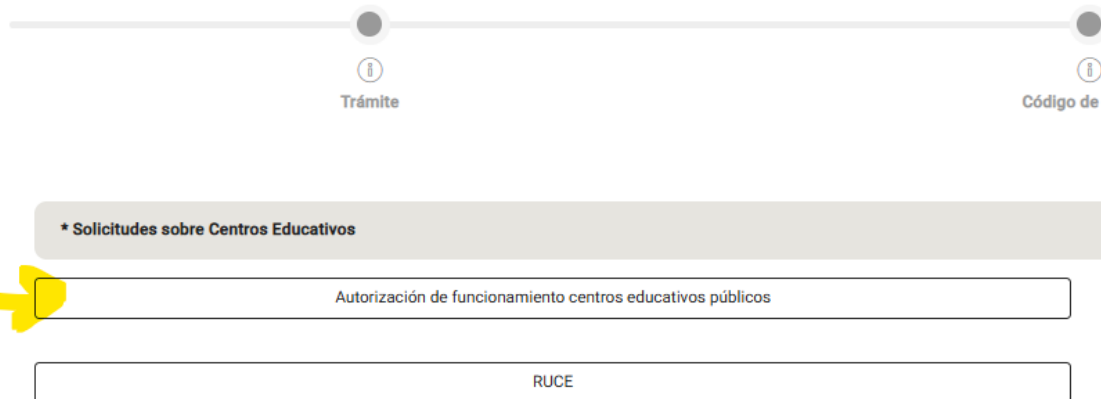 Trámite
Código de
* Solicitudes sobre Centros Educativos
Autorización de funcionamiento centros educativos públicos
RUCE